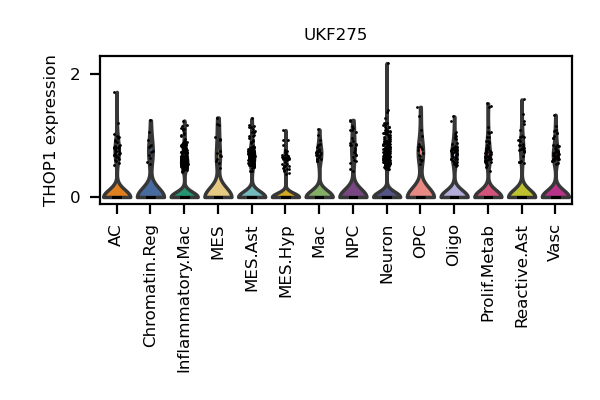 UKF275
THOP1 expression
2
0
AC
Chromatin.Reg
Inflammatory.Mac
MES
MES.Ast
MES.Hyp
Mac
NPC
Neuron
OPC
Oligo
Prolif.Metab
Reactive.Ast
Vasc